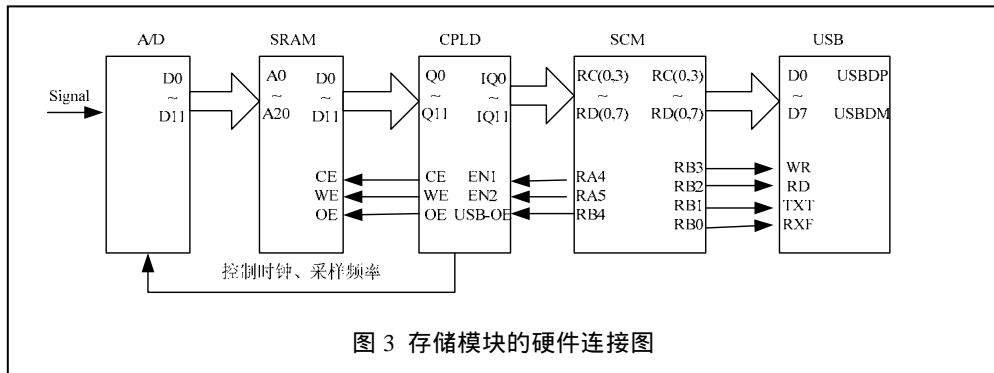 A/D SRAM CPLD SCM USB
D0 A0 D0 Q0 IQ0 RC(0,3) RC(0,3) D0 USBDP
~ ~ ~ ~ ~ ~ ~ ~
Signal
D11 A20 D11 Q11 IQ11 RD(0,7) RD(0,7) D7 USBDM
CE CE EN1 RA4 RB3 WR
WE WE EN2 RA5 RB2 RD
OE OE USB-OE RB4 RB1 TXT
RB0 RXF
控制时钟、采样频率
图 3 存储模块的硬件连接图